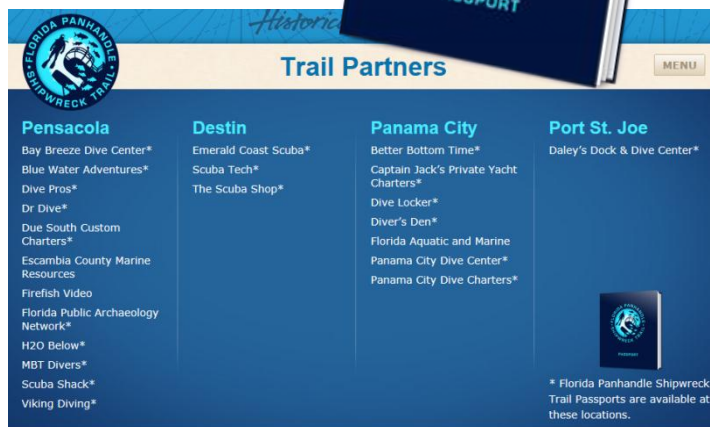 Historic
PASSPORT
FLORIDA PANHANDLE
SHIPWRECK TRAIL
Trail Partners
MENU
Pensacola
Bay Breeze Dive Center*
Blue Water Adventures*
Dive Pros*
Dr Dive*
Due South Custom
Charters*
Escambia County Marine
Resources
Firefish Video
Florida Public Archaeology
Network*
H2O Below*
MBT Divers*
Scuba Shack*
Viking Diving*
Destin
Emerald Coast Scuba*
Scuba Tech*
The Scuba Shop*
Panama City
Better Bottom Time*
Captain Jack's Private Yacht
Charters*
Dive Locker*
Diver's Den*
Florida Aquatic and Marine
Panama City Dive Center*
Panama City Dive Charters*
Port St. Joe
Daley's Dock & Dive Center*
PASSPORT
* Florida Panhandle Shipwreck
Trail Passports are available at
these locations.